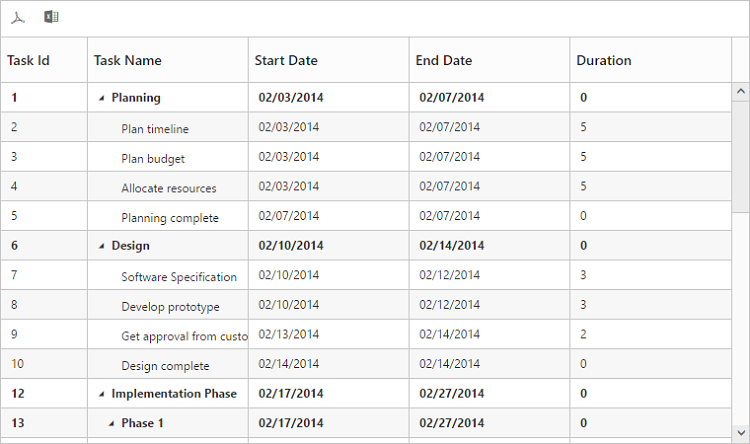 Task Id Task Name Start Date End Date Duration
1 Planning 02/03/2014 02/07/2014 0
2 Plan timeline 02/03/2014 02/07/2014 5
3 Plan budget 02/03/2014 02/07/2014 5
4 Allocate resources 02/03/2014 02/07/2014 5
5 Planning complete 02/07/2014 02/07/2014 0
6 Design 02/10/2014 02/14/2014 0
7 Software Specification 02/10/2014 02/12/2014 3
8 Develop prototype 02/10/2014 02/12/2014 3
9 Get approval from custo 02/13/2014 02/14/2014 2
10 Design complete 02/14/2014 02/14/2014 0
12 Implementation Phase 02/17/2014 02/27/2014 0
13 Phase 1 02/17/2014 02/27/2014 0